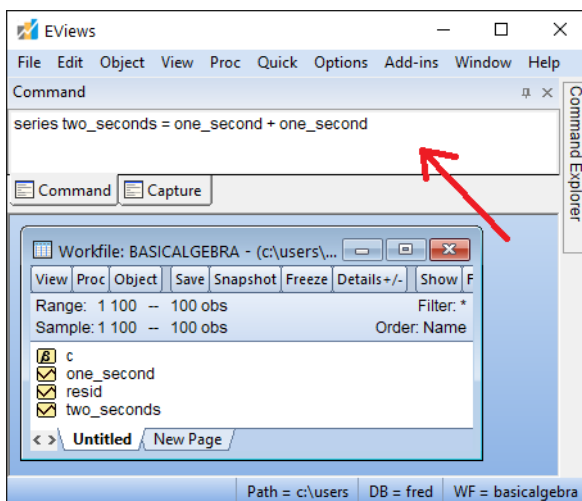 EViews
File Edit Object View Proc Quick Options Add-ins Window Help
Command
series two_seconds = one_second + one_second
Command Capture
Command Explorer
Workfile: BASICALGEBRA - (c:\users\...
View Proc Object Save Snapshot Freeze Details+/- Show F
Range: 1 100 -- 100 obs Filter: *
Sample: 1 100 -- 100 obs Order: Name
β c
one_second
resid
two_seconds
< > Untitled New Page
Path = c:\users DB = fred WF = basicalgebra